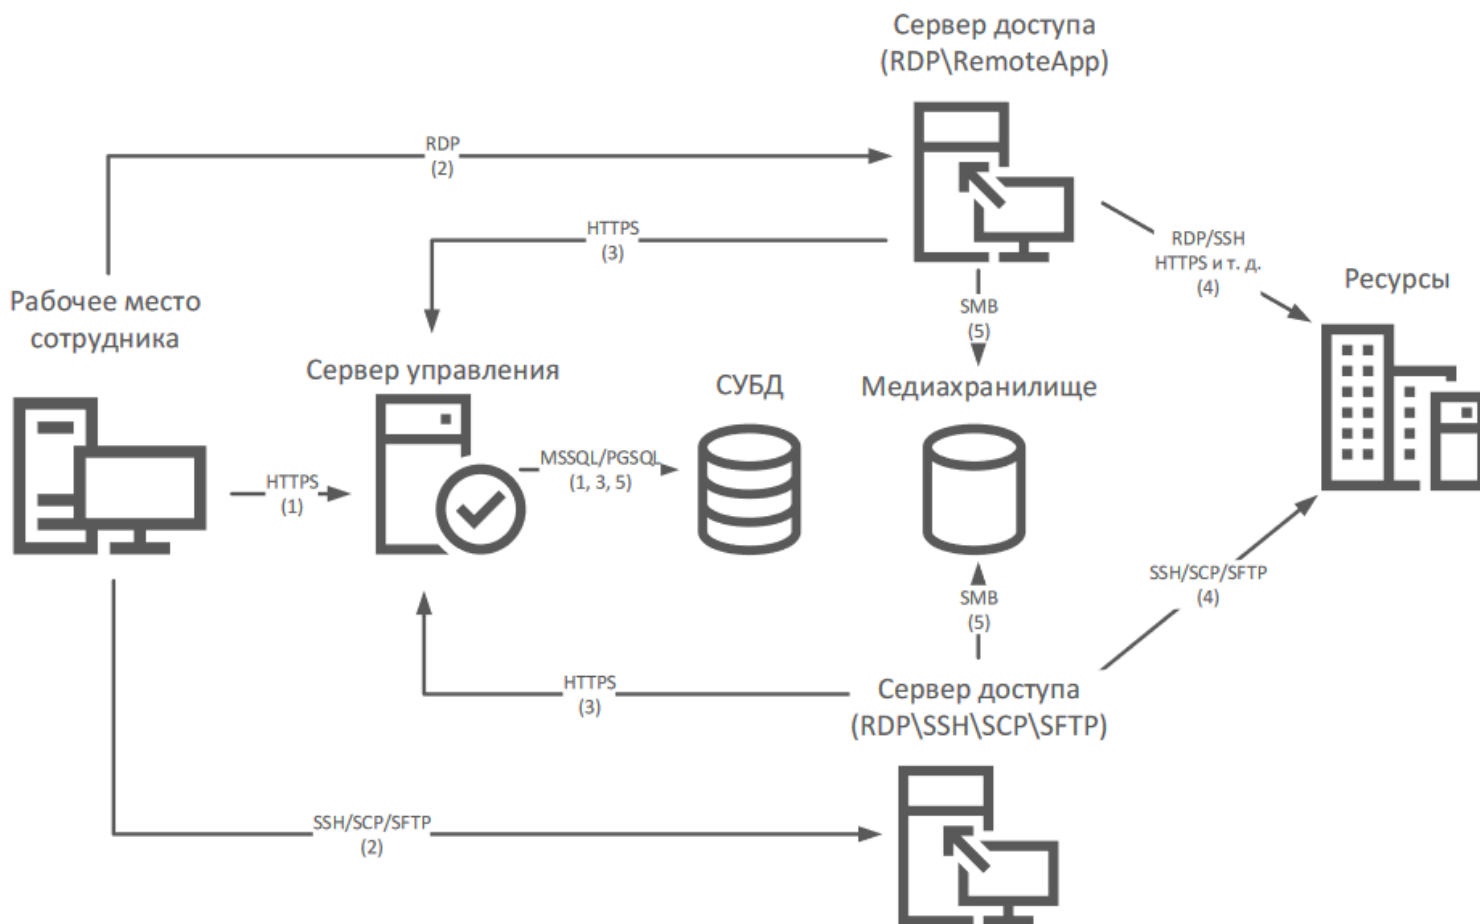 Сервер доступа
(RDP\RemoteApp)
RDP
(2)
HTTPS
(3)
RDP/SSH
HTTPS и т. д.
(4)
Ресурсы
Рабочее место
сотрудника
SMB
(5)
Сервер управления
СУБД
Медиахранилище
MSSQL/PGSQL
(1, 3, 5)
HTTPS
(1)
SSH/SCP/SFTP
(4)
SMB
(5)
HTTPS
(3)
Сервер доступа
(RDP\SSH\SCP\SFTP)
SSH/SCP/SFTP
(2)